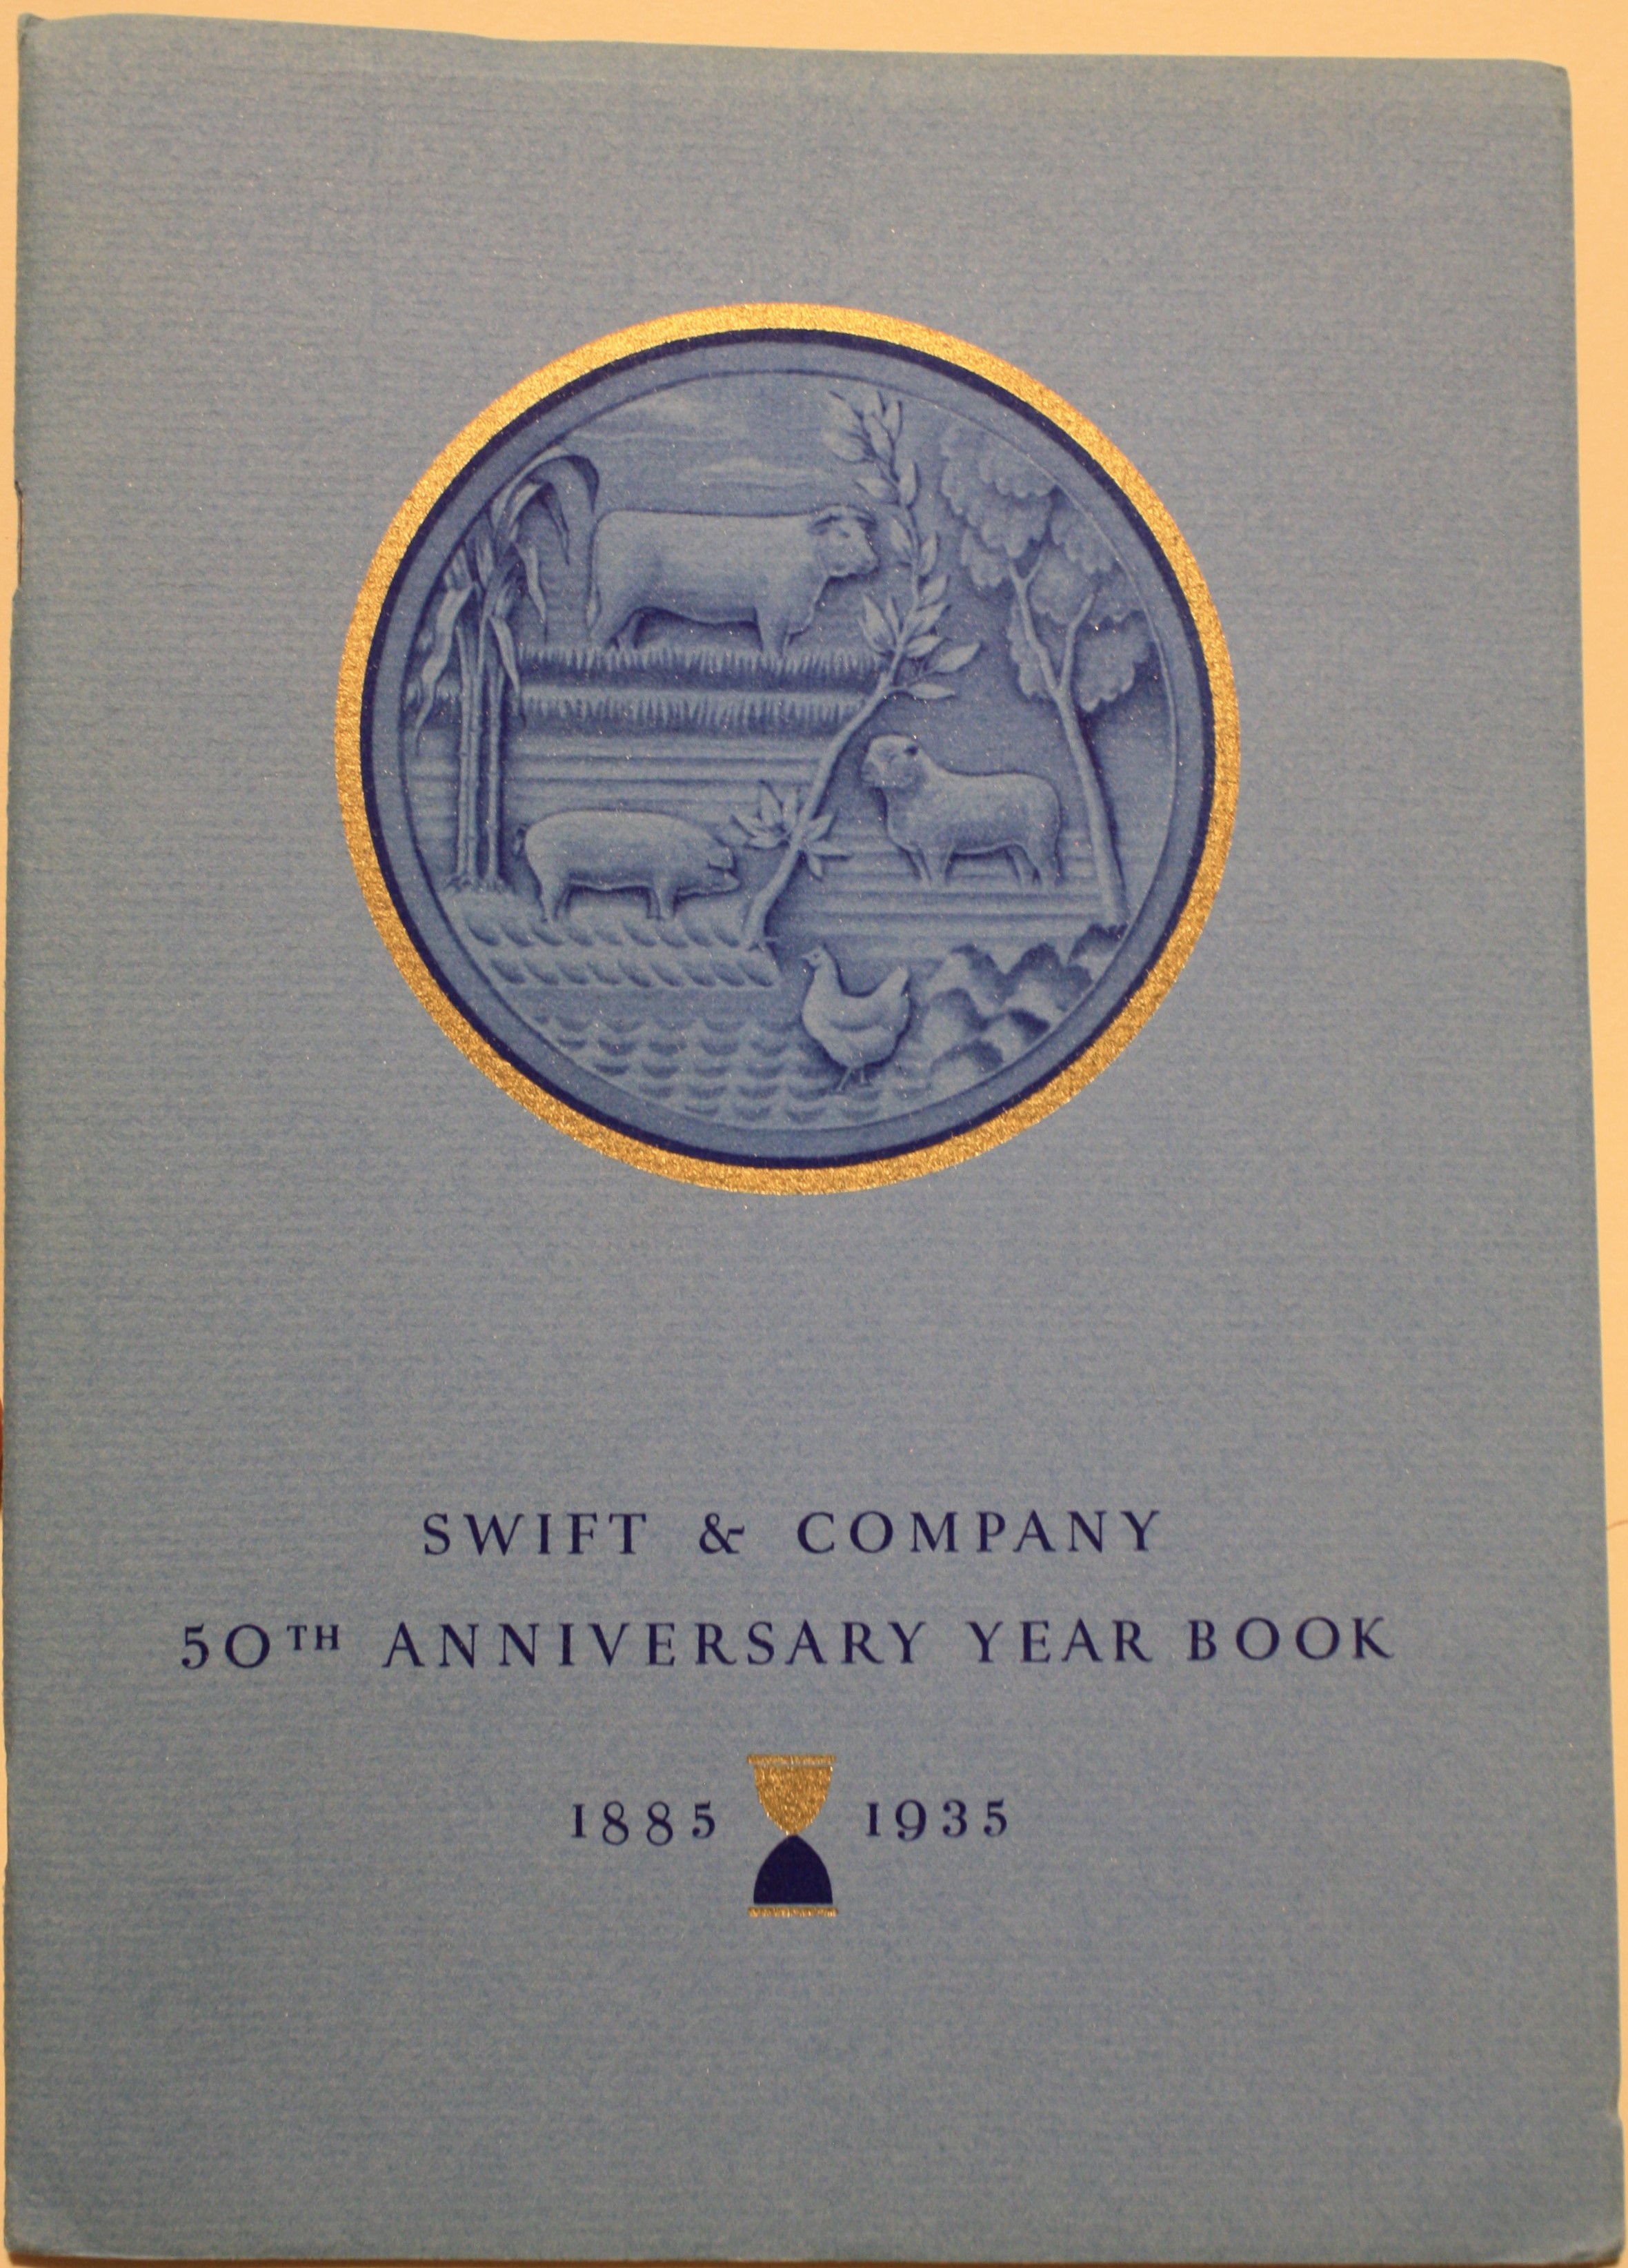 SWIFT & COMPANY
50TH ANNIVERSARY YEAR BOOK
1885 1935